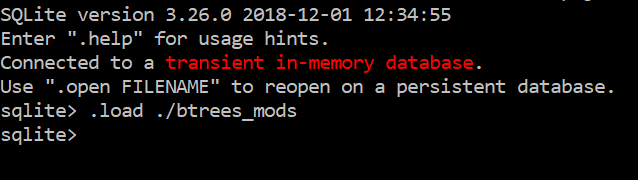 SQLite version 3.26.0 2018-12-01 12:34:55
Enter ".help" for usage hints.
Connected to a transient in-memory database.
Use ".open FILENAME" to reopen on a persistent database.
sqlite> .load ./btrees_mods
sqlite>